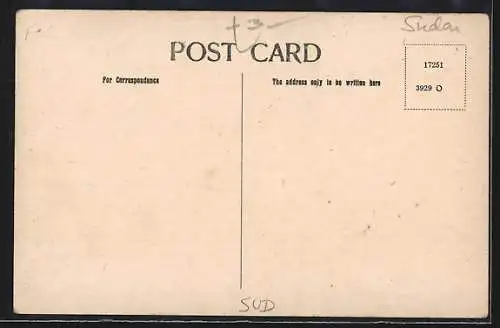 Sudan
POST CARD
For Correspondence
The address only to be written here
17251
3929 O
SUD